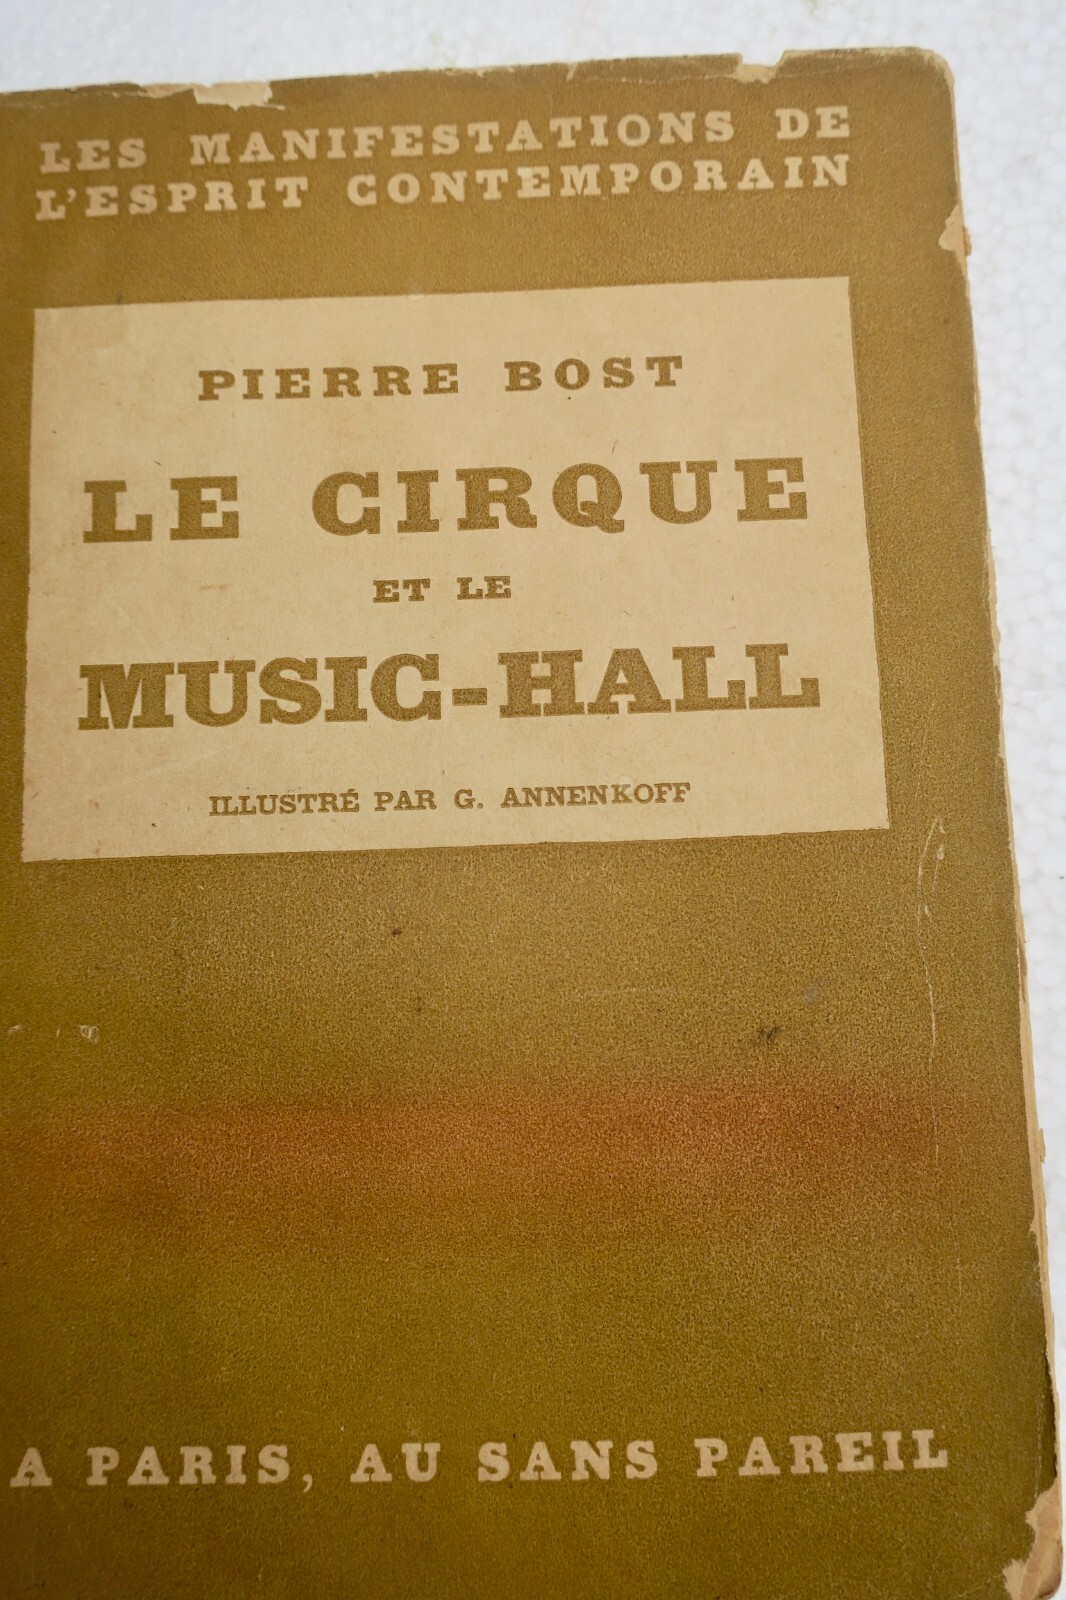 LES MANIFESTATIONS DE
L'ESPRIT CONTEMPORAIN
PIERRE BOST
LE CIRQUE
ET LE
MUSIC-HALL
ILLUSTRÉ PAR G. ANNENKOFF
A PARIS, AU SANS PAREIL